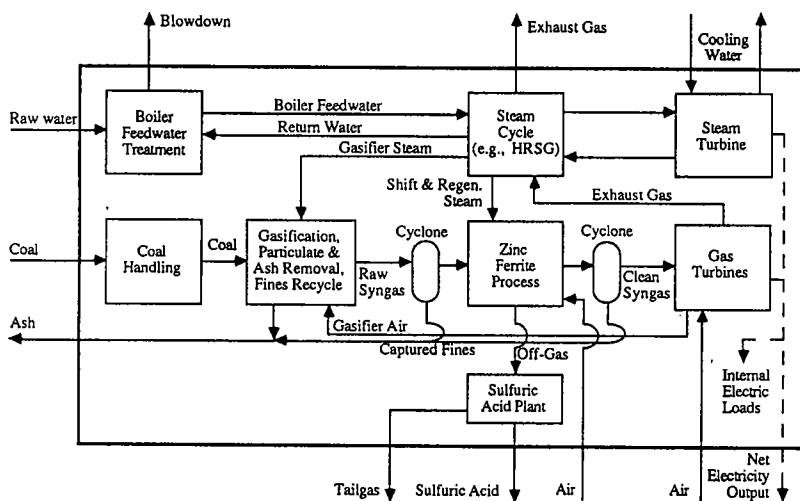 Blowdown
Exhaust Gas
Cooling
Water
Raw water
Boiler
Feedwater
Treatment
Boiler Feedwater
Return Water
Gasifier Steam
Steam
Cycle
(e.g., HRSG)
Steam
Turbine
Shift & Regen.
Steam
Exhaust Gas
Coal
Coal
Handling
Coal
Gasification,
Particulate &
Ash Removal,
Fines Recycle
Raw
Syngas
Cyclone
Zinc
Ferrite
Process
Cyclone
Clean
Syngas
Gas
Turbines
Ash
Gasifier Air
Captured Fines
Off-Gas
Sulfuric
Acid Plant
Internal
Electric
Loads
Tailgas
Sulfuric Acid
Air
Air
Net
Electricity
Output